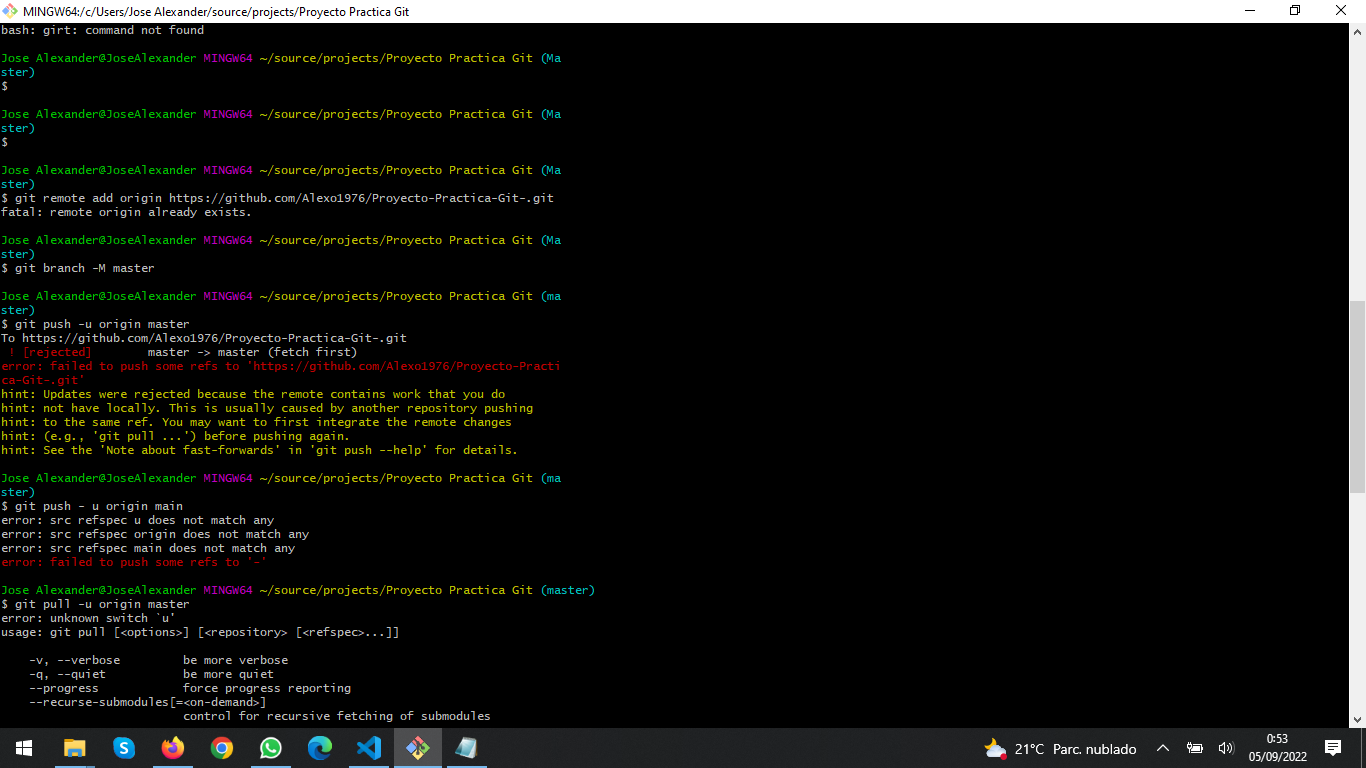 MINGW64:/c/Users/Jose Alexander/source/projects/Proyecto Practica Git
bash: girt: command not found
Jose Alexander@JoseAlexander MINGW64 ~/source/projects/Proyecto Practica Git (Ma
ster)
$
Jose Alexander@JoseAlexander MINGW64 ~/source/projects/Proyecto Practica Git (Ma
ster)
$
Jose Alexander@JoseAlexander MINGW64 ~/source/projects/Proyecto Practica Git (Ma
ster)
$ git remote add origin https://github.com/Alexo1976/Proyecto-Practica-Git-.git
fatal: remote origin already exists.
Jose Alexander@JoseAlexander MINGW64 ~/source/projects/Proyecto Practica Git (Ma
ster)
$ git branch -M master
Jose Alexander@JoseAlexander MINGW64 ~/source/projects/Proyecto Practica Git (ma
ster)
$ git push -u origin master
To https://github.com/Alexo1976/Proyecto-Practica-Git-.git
! [rejected]        master -> master (fetch first)
error: failed to push some refs to 'https://github.com/Alexo1976/Proyecto-Practi
ca-Git-.git'
hint: Updates were rejected because the remote contains work that you do
hint: not have locally. This is usually caused by another repository pushing
hint: to the same ref. You may want to first integrate the remote changes
hint: (e.g., 'git pull ...') before pushing again.
hint: See the 'Note about fast-forwards' in 'git push --help' for details.
Jose Alexander@JoseAlexander MINGW64 ~/source/projects/Proyecto Practica Git (ma
ster)
$ git push - u origin main
error: src refspec u does not match any
error: src refspec origin does not match any
error: src refspec main does not match any
error: failed to push some refs to '-'
Jose Alexander@JoseAlexander MINGW64 ~/source/projects/Proyecto Practica Git (master)
$ git pull -u origin master
error: unknown switch `u'
usage: git pull [<options>] [<repository> [<refspec>...]]
-v, --verbose         be more verbose
-q, --quiet           be more quiet
--progress            force progress reporting
--recurse-submodules[=<on-demand>]
control for recursive fetching of submodules
21°C Parc. nublado
0:53
05/09/2022